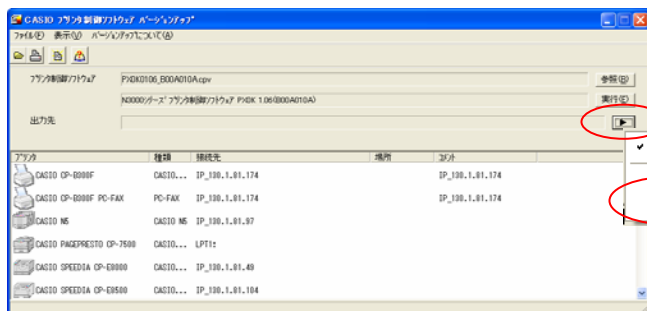 CASIO プリンタ制御ソフトウェア バージョンアップ
ファイル(F) 表示(V) バージョンアップについて(A)
プリンタ制御ソフトウェア PXDK0106_B00A010A.cpv 参照(B)
N3000シリーズ プリンタ制御ソフトウェア PXDK 1.06(B00A010A) 実行(E)
出力先
プリンタ 種類 接続先 場所 コメント
CASIO CP-E800F CASIO... IP_130.1.81.174 IP_130.1.81.174
CASIO CP-E800F PC-FAX PC-FAX IP_130.1.81.174 IP_130.1.81.174
CASIO N5 CASIO N5 IP_130.1.81.97
CASIO PAGEPRESTO CP-7500 CASIO... LPT1:
CASIO SPEEDIA CP-E8000 CASIO... IP_130.1.81.49
CASIO SPEEDIA CP-E8500 CASIO... IP_130.1.81.104